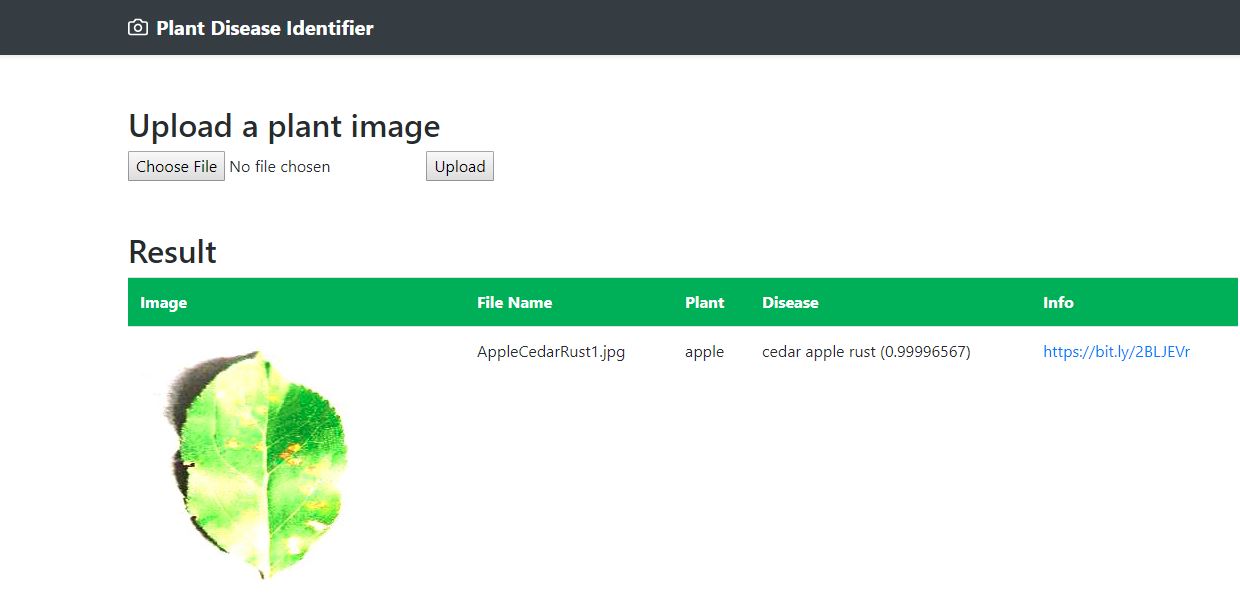 Plant Disease Identifier
Upload a plant image
Choose File No file chosen Upload
Result
Image File Name Plant Disease Info
AppleCedarRust1.jpg apple cedar apple rust (0.99996567) https://bit.ly/2BLJEVr